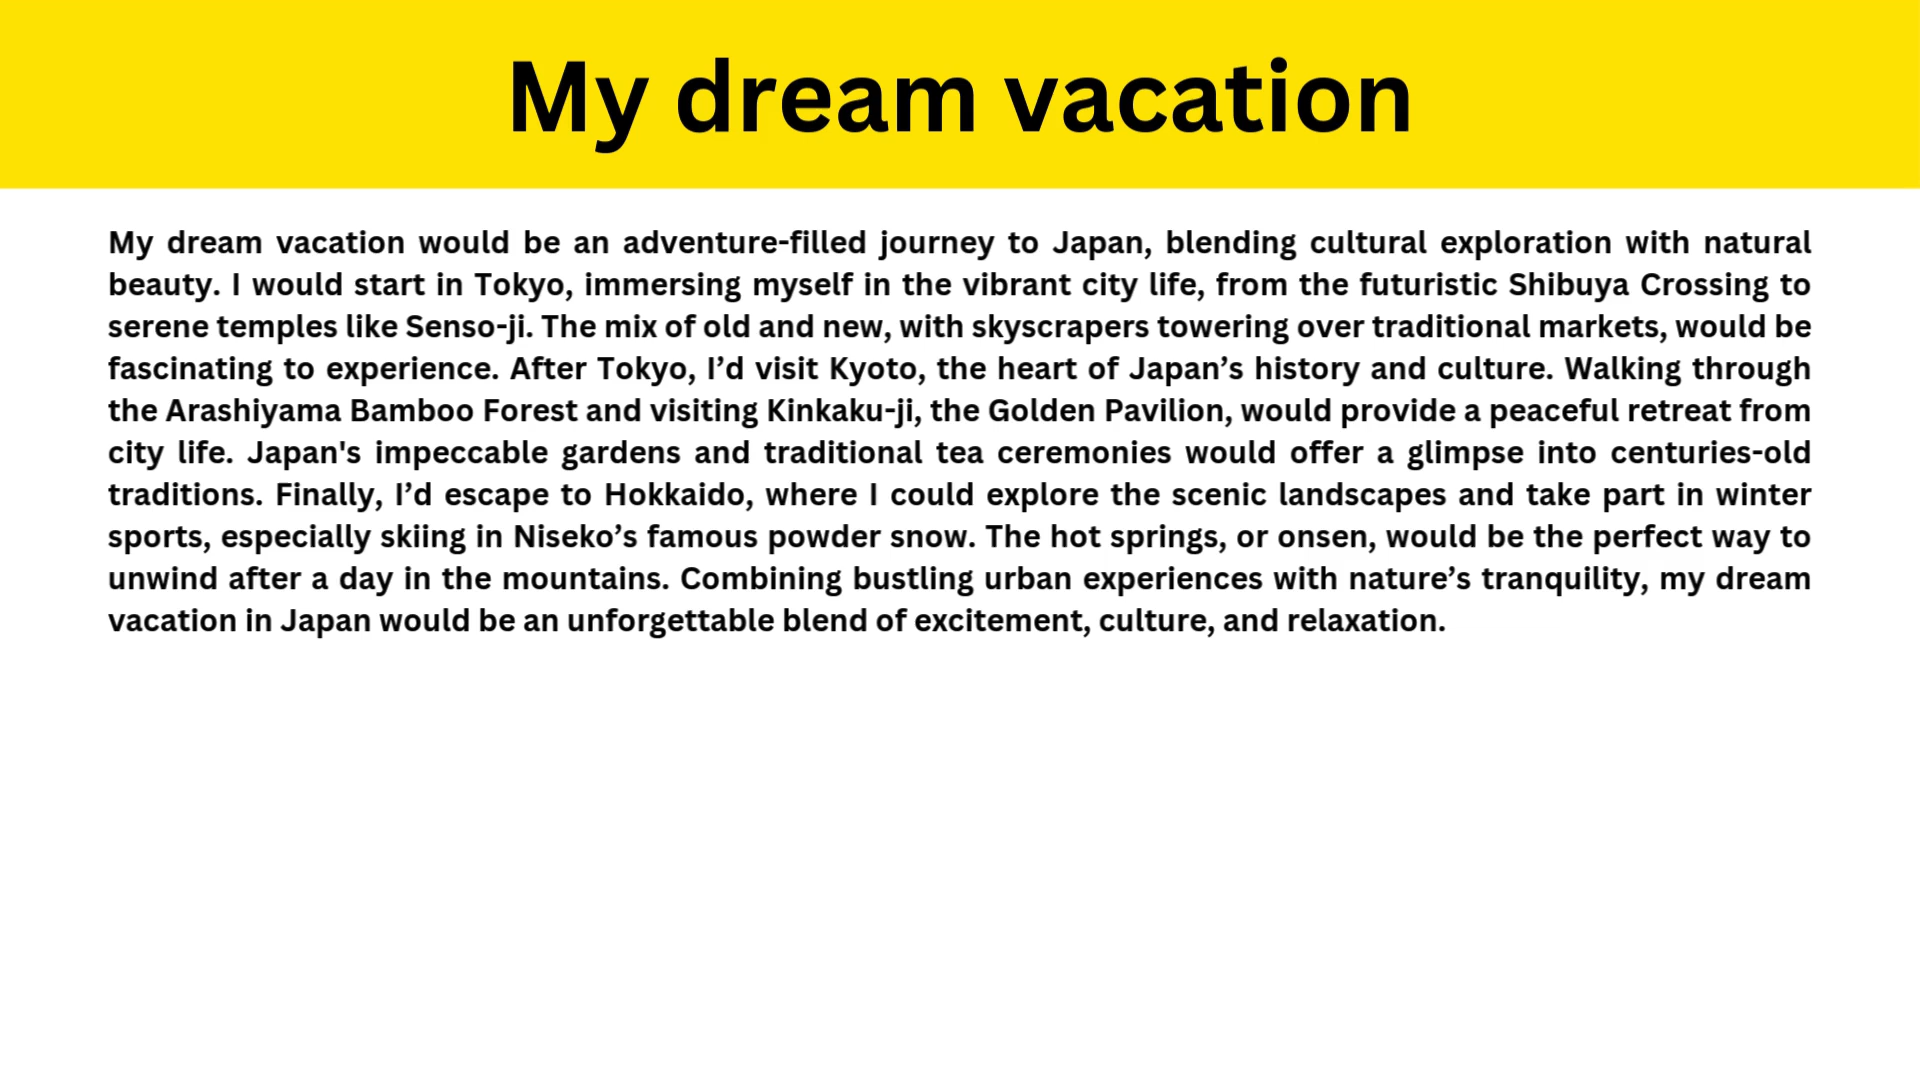 My dream vacation
My dream vacation would be an adventure-filled journey to Japan, blending cultural exploration with natural
beauty. I would start in Tokyo, immersing myself in the vibrant city life, from the futuristic Shibuya Crossing to
serene temples like Senso-ji. The mix of old and new, with skyscrapers towering over traditional markets, would be
fascinating to experience. After Tokyo, I’d visit Kyoto, the heart of Japan’s history and culture. Walking through
the Arashiyama Bamboo Forest and visiting Kinkaku-ji, the Golden Pavilion, would provide a peaceful retreat from
city life. Japan's impeccable gardens and traditional tea ceremonies would offer a glimpse into centuries-old
traditions. Finally, I’d escape to Hokkaido, where I could explore the scenic landscapes and take part in winter
sports, especially skiing in Niseko’s famous powder snow. The hot springs, or onsen, would be the perfect way to
unwind after a day in the mountains. Combining bustling urban experiences with nature’s tranquility, my dream
vacation in Japan would be an unforgettable blend of excitement, culture, and relaxation.